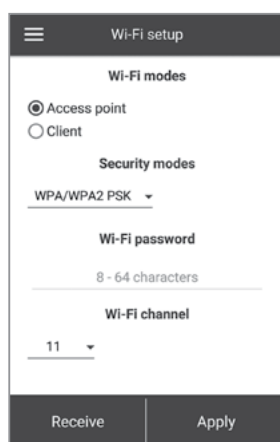 Wi-Fi setup
Wi-Fi modes
Access point
Client
Security modes
WPA/WPA2 PSK
Wi-Fi password
8 - 64 characters
Wi-Fi channel
11
Receive Apply